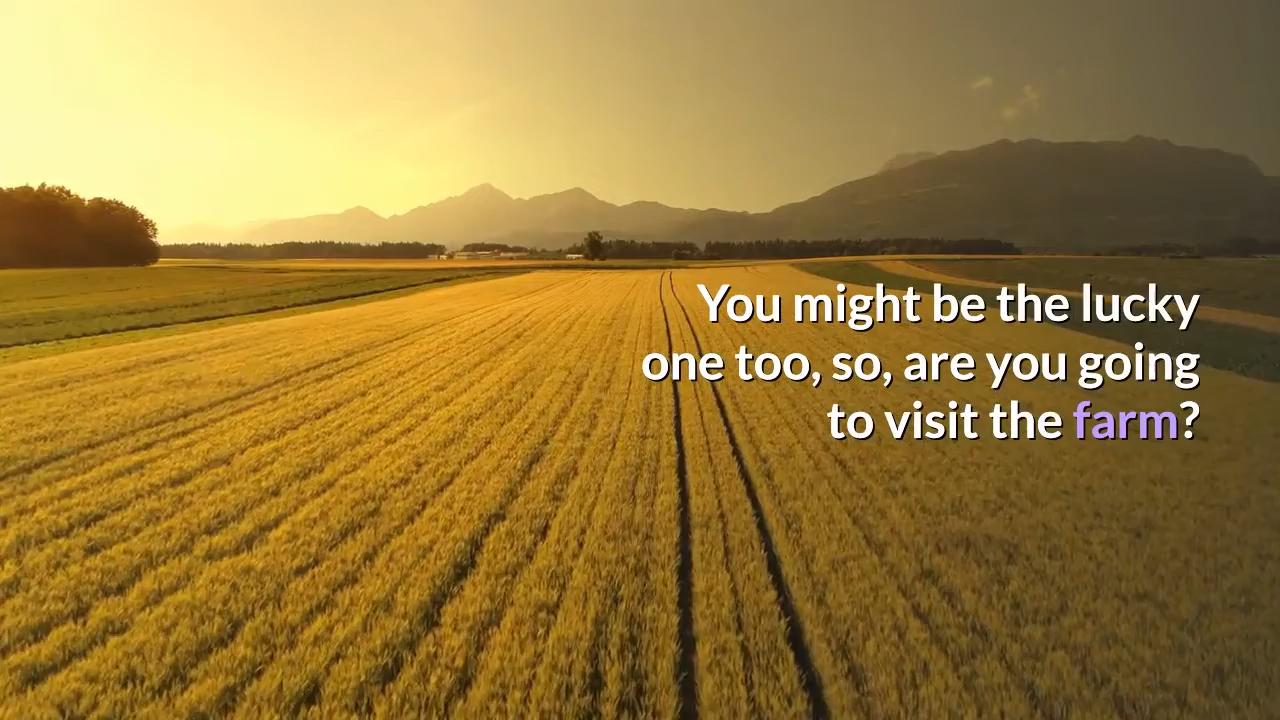 You might be the lucky
one too, so, are you going
to visit the farm?